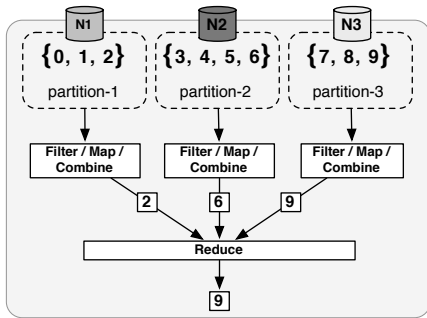 N1 N2 N3
{0, 1, 2} {3, 4, 5, 6} {7, 8, 9}
partition-1 partition-2 partition-3
Filter / Map / Filter / Map / Filter / Map /
Combine Combine Combine
2 6 9
Reduce
9